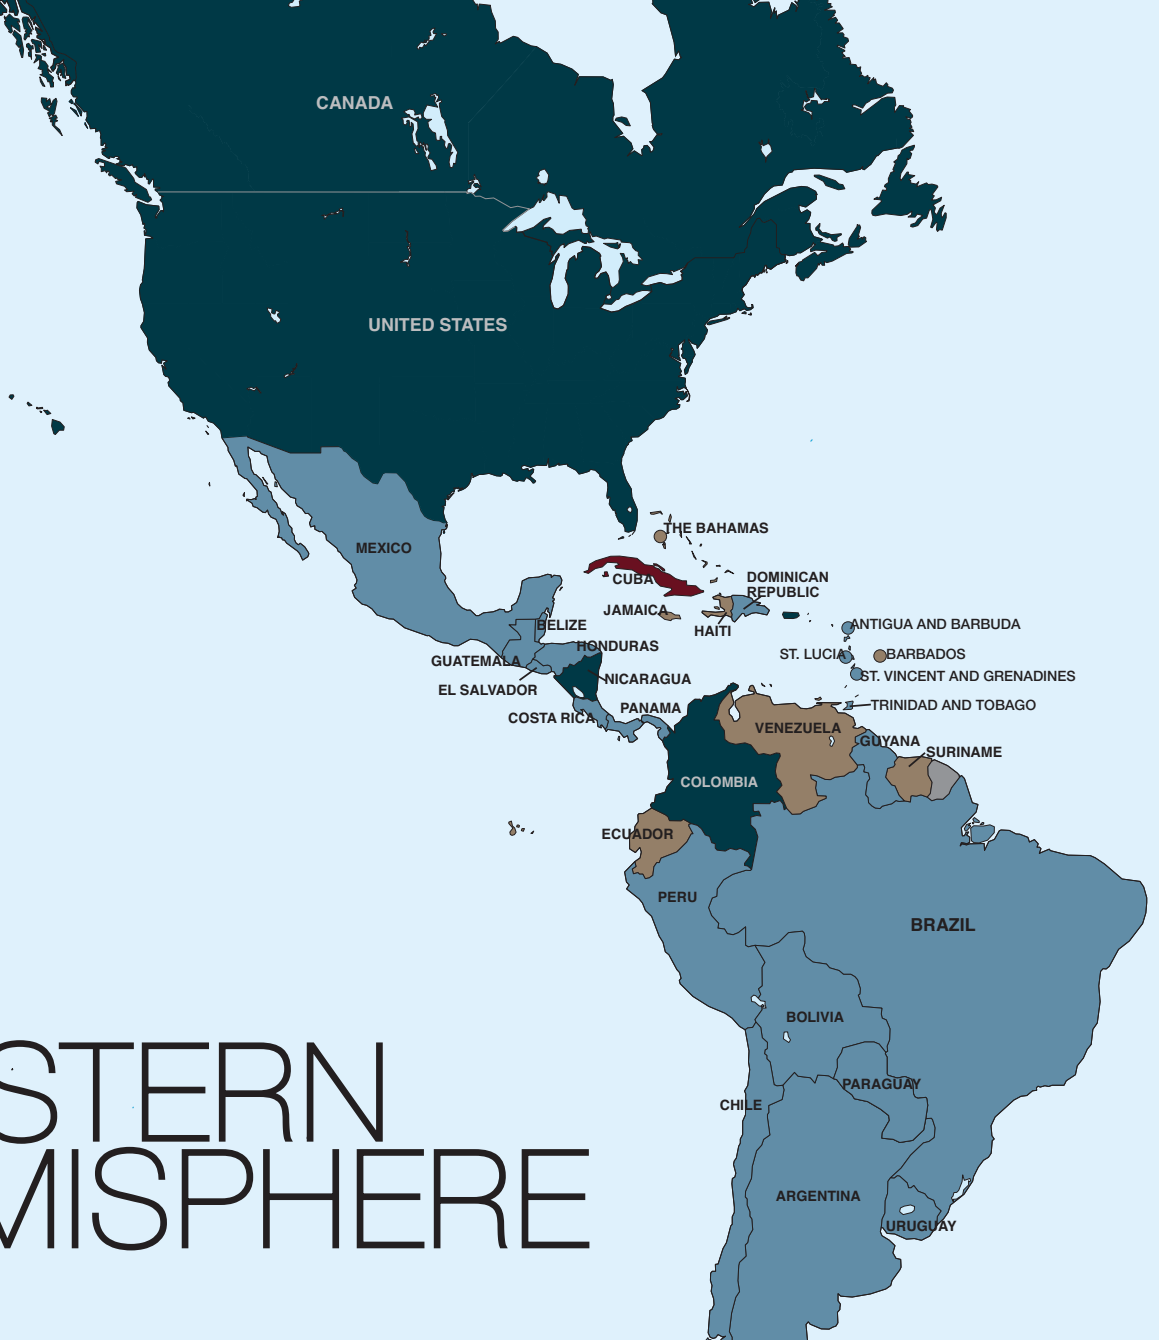 CANADA
UNITED STATES
MEXICO
THE BAHAMAS
CUBA
DOMINICAN
REPUBLIC
JAMAICA
HAITI
BELIZE
ANTIGUA AND BARBUDA
HONDURAS
ST. LUCIA
BARBADOS
GUATEMALA
ST. VINCENT AND GRENADINES
NICARAGUA
EL SALVADOR
TRINIDAD AND TOBAGO
PANAMA
COSTA RICA
VENEZUELA
GUYANA
SURINAME
COLOMBIA
ECUADOR
PERU
BRAZIL
BOLIVIA
PARAGUAY
CHILE
ARGENTINA
URUGUAY
STERN
MISPHERE